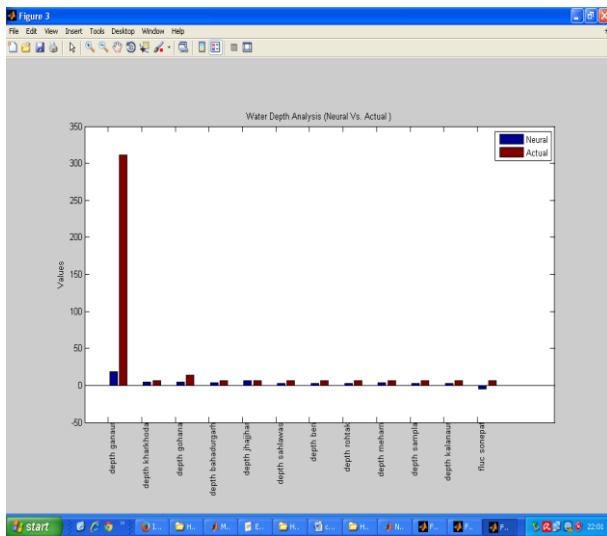 Figure 3
File Edit View Insert Tools Desktop Window Help
Water Depth Analysis (Neural Vs. Actual )
Neural
Actual
350
300
250
200
150
100
50
0
-50
Values
depth ganaur
depth kharkhoda
depth gohana
depth bahadurgarh
depth jhajjhar
depth sahlawas
depth beri
depth rohtak
depth meham
depth sampla
depth kalanaur
fluc sonepat
start
I...
H..
M..
E..
H..
c...
H..
N..
F..
F..
F..
22:01